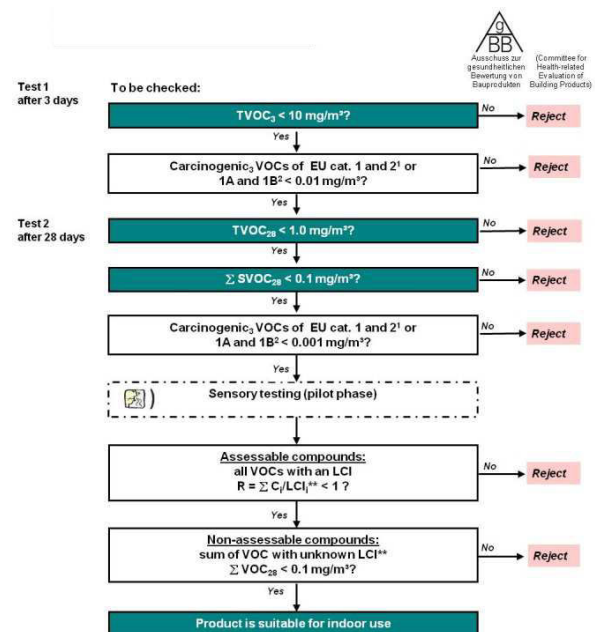 g
BB
Ausschuss zur
gesundheitlichen
Bewertung von
Bauprodukten
(Committee for
Health-related
Evaluation of
Building Products)
Test 1
after 3 days
To be checked:
TVOC₃ < 10 mg/m³?
No
Reject
Yes
Carcinogenic₃ VOCs of EU cat. 1 and 2¹ or
1A and 1B² < 0.01 mg/m³?
No
Reject
Yes
Test 2
after 28 days
TVOC₂₈ < 1.0 mg/m³?
No
Reject
Yes
Σ SVOC₂₈ < 0.1 mg/m³?
No
Reject
Yes
Carcinogenic₃ VOCs of EU cat. 1 and 2¹ or
1A and 1B² < 0.001 mg/m³?
No
Reject
Yes
) Sensory testing (pilot phase)
Assessable compounds:
all VOCs with an LCI
R = Σ Cᵢ/LCIᵢ** < 1 ?
No
Reject
Yes
Non-assessable compounds:
sum of VOC with unknown LCI**
Σ VOC₂₈ < 0.1 mg/m³?
No
Reject
Yes
Product is suitable for indoor use